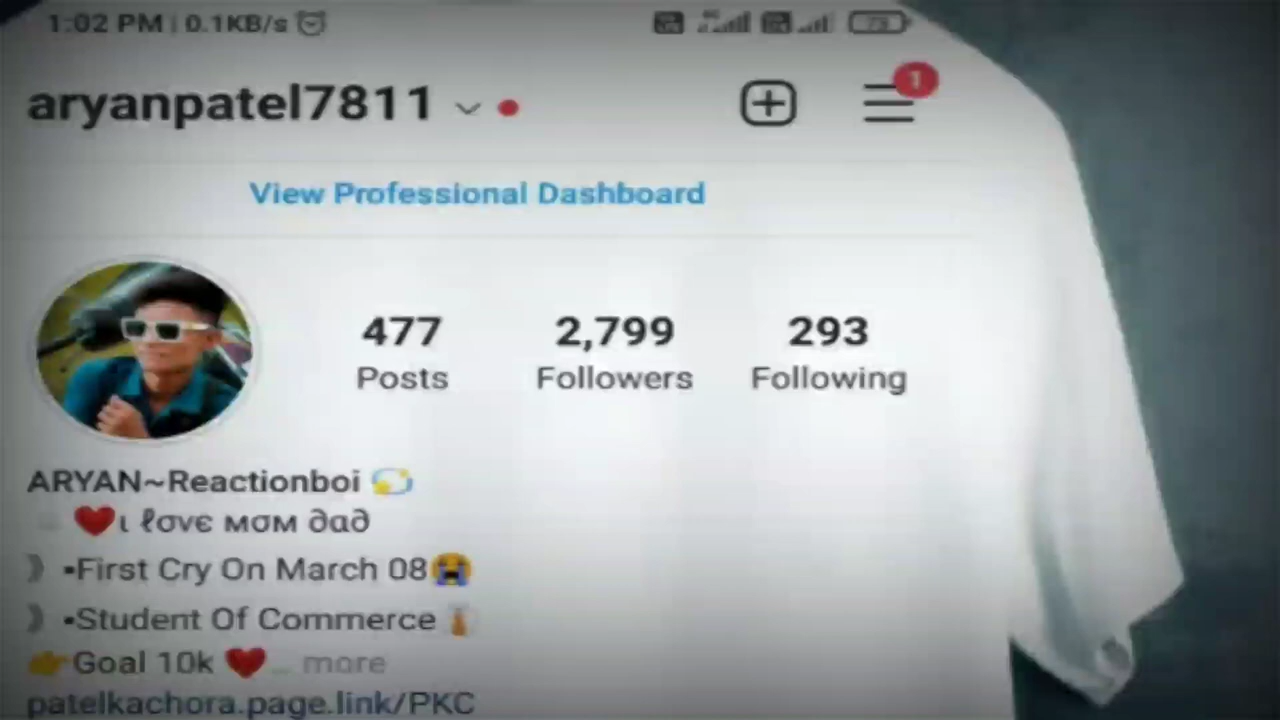 1:02 PM | 0.1KB/s
aryanpatel7811
1
View Professional Dashboard
477 2,799 293
Posts Followers Following
ARYAN~Reactionboi 💫
❤️ι ℓσνє мσм ∂α∂
》▪First Cry On March 08😭
》▪Student Of Commerce 👔
👉Goal 10k ❤️... more
patelkachora.page.link/PKC